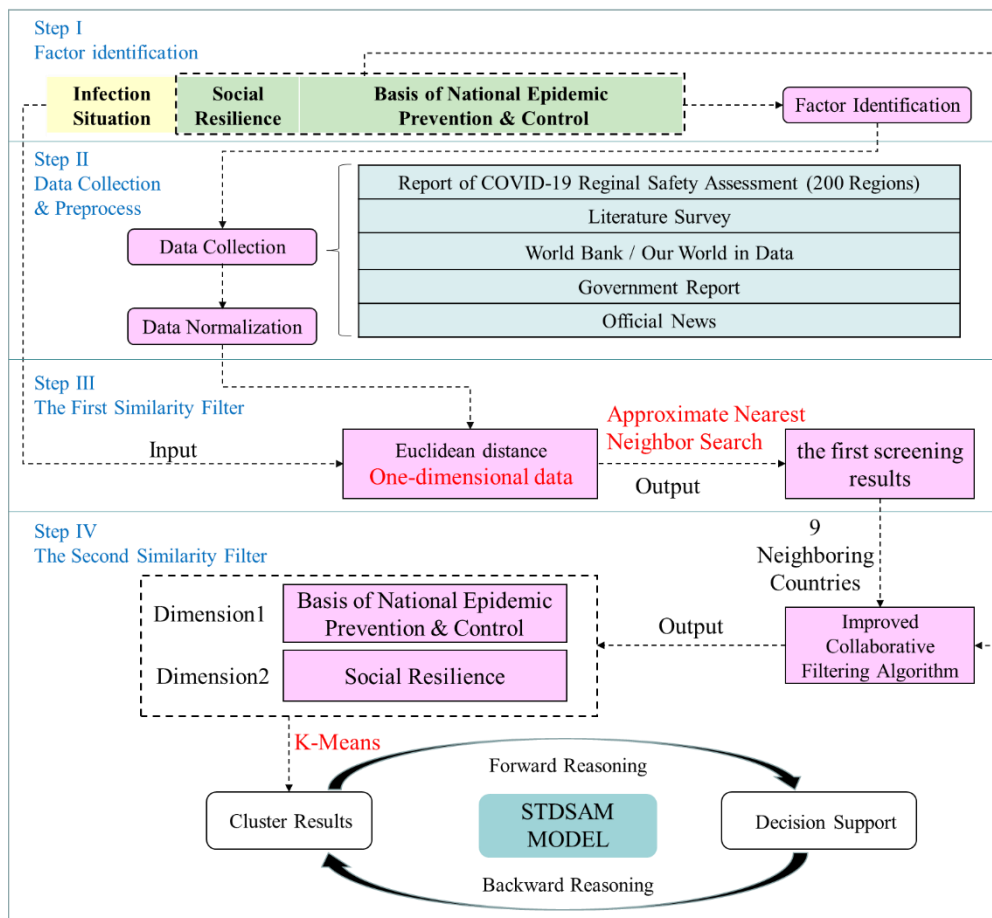 Step I
Factor identification
Infection
Situation
Social
Resilience
Basis of National Epidemic
Prevention & Control
Factor Identification
Step II
Data Collection
& Preprocess
Report of COVID-19 Reginal Safety Assessment (200 Regions)
Literature Survey
Data Collection
World Bank / Our World in Data
Government Report
Data Normalization
Official News
Step III
The First Similarity Filter
Input
Euclidean distance
One-dimensional data
Approximate Nearest
Neighbor Search
Output
the first screening
results
Step IV
The Second Similarity Filter
9
Neighboring
Countries
Dimension1
Basis of National Epidemic
Prevention & Control
Dimension2
Social Resilience
Output
Improved
Collaborative
Filtering Algorithm
K-Means
Forward Reasoning
Cluster Results
STDSAM
MODEL
Decision Support
Backward Reasoning